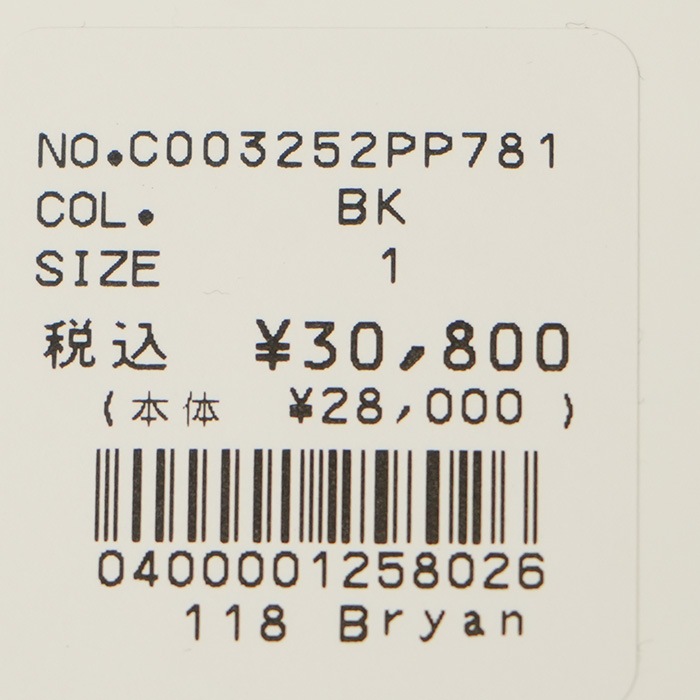 NO.C003252PP781
COL. BK
SIZE 1
税込 ¥30,800
(本体 ¥28,000 )
0400001258026
118 Bryan